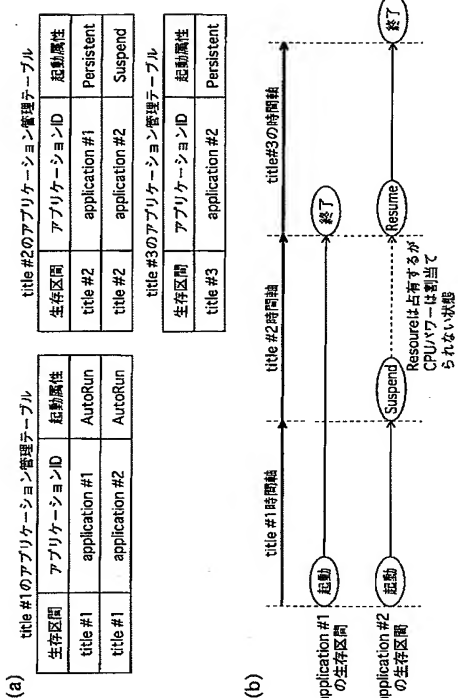 (a)
title #1のアプリケーション管理テーブル
生存区間 アプリケーションID 起動属性
title #1 application #1 AutoRun
title #1 application #2 AutoRun
title #2のアプリケーション管理テーブル
生存区間 アプリケーションID 起動属性
title #2 application #1 Persistent
title #2 application #2 Suspend
title #3のアプリケーション管理テーブル
生存区間 アプリケーションID 起動属性
title #3 application #2 Persistent
(b)
title #1時間軸 title #2時間軸 title#3の時間軸
application #1
の生存区間
起動 終了
application #2
の生存区間
起動 Suspend Resume 終了
Resoureは占有するが
CPUパワーは割当て
られない状態